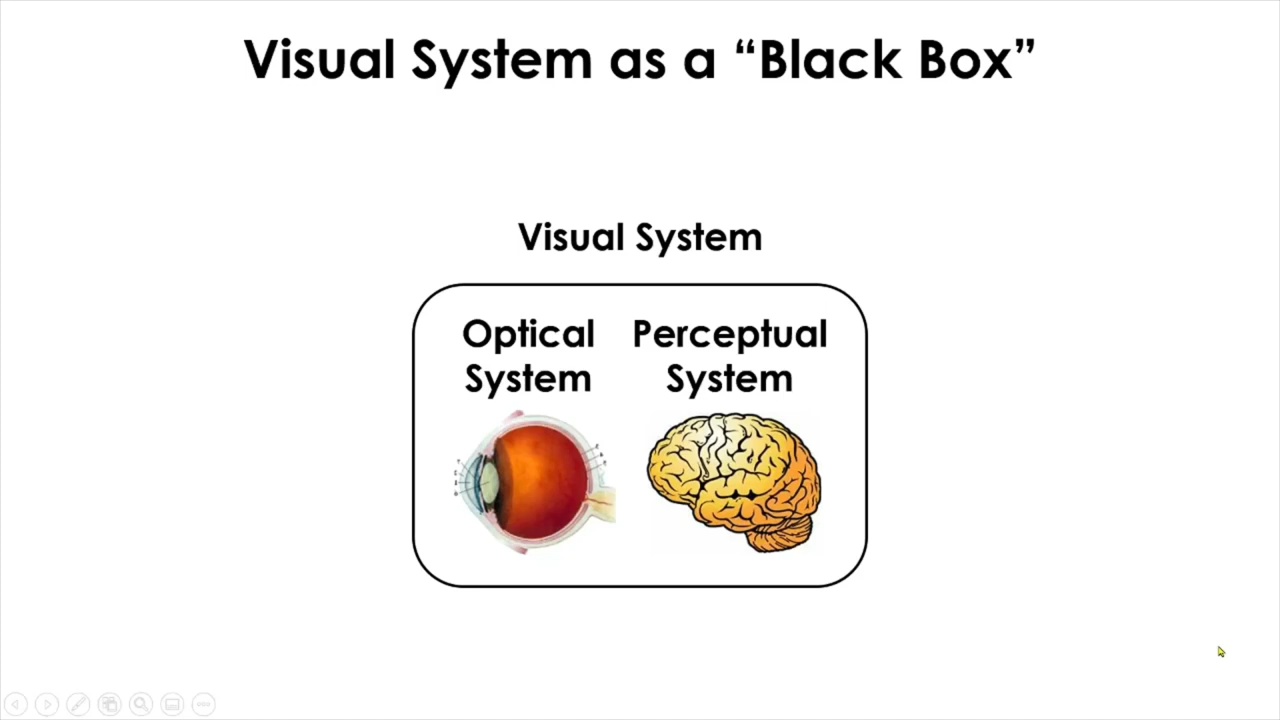 Visual System as a “Black Box”
Visual System
Optical
System
Perceptual
System